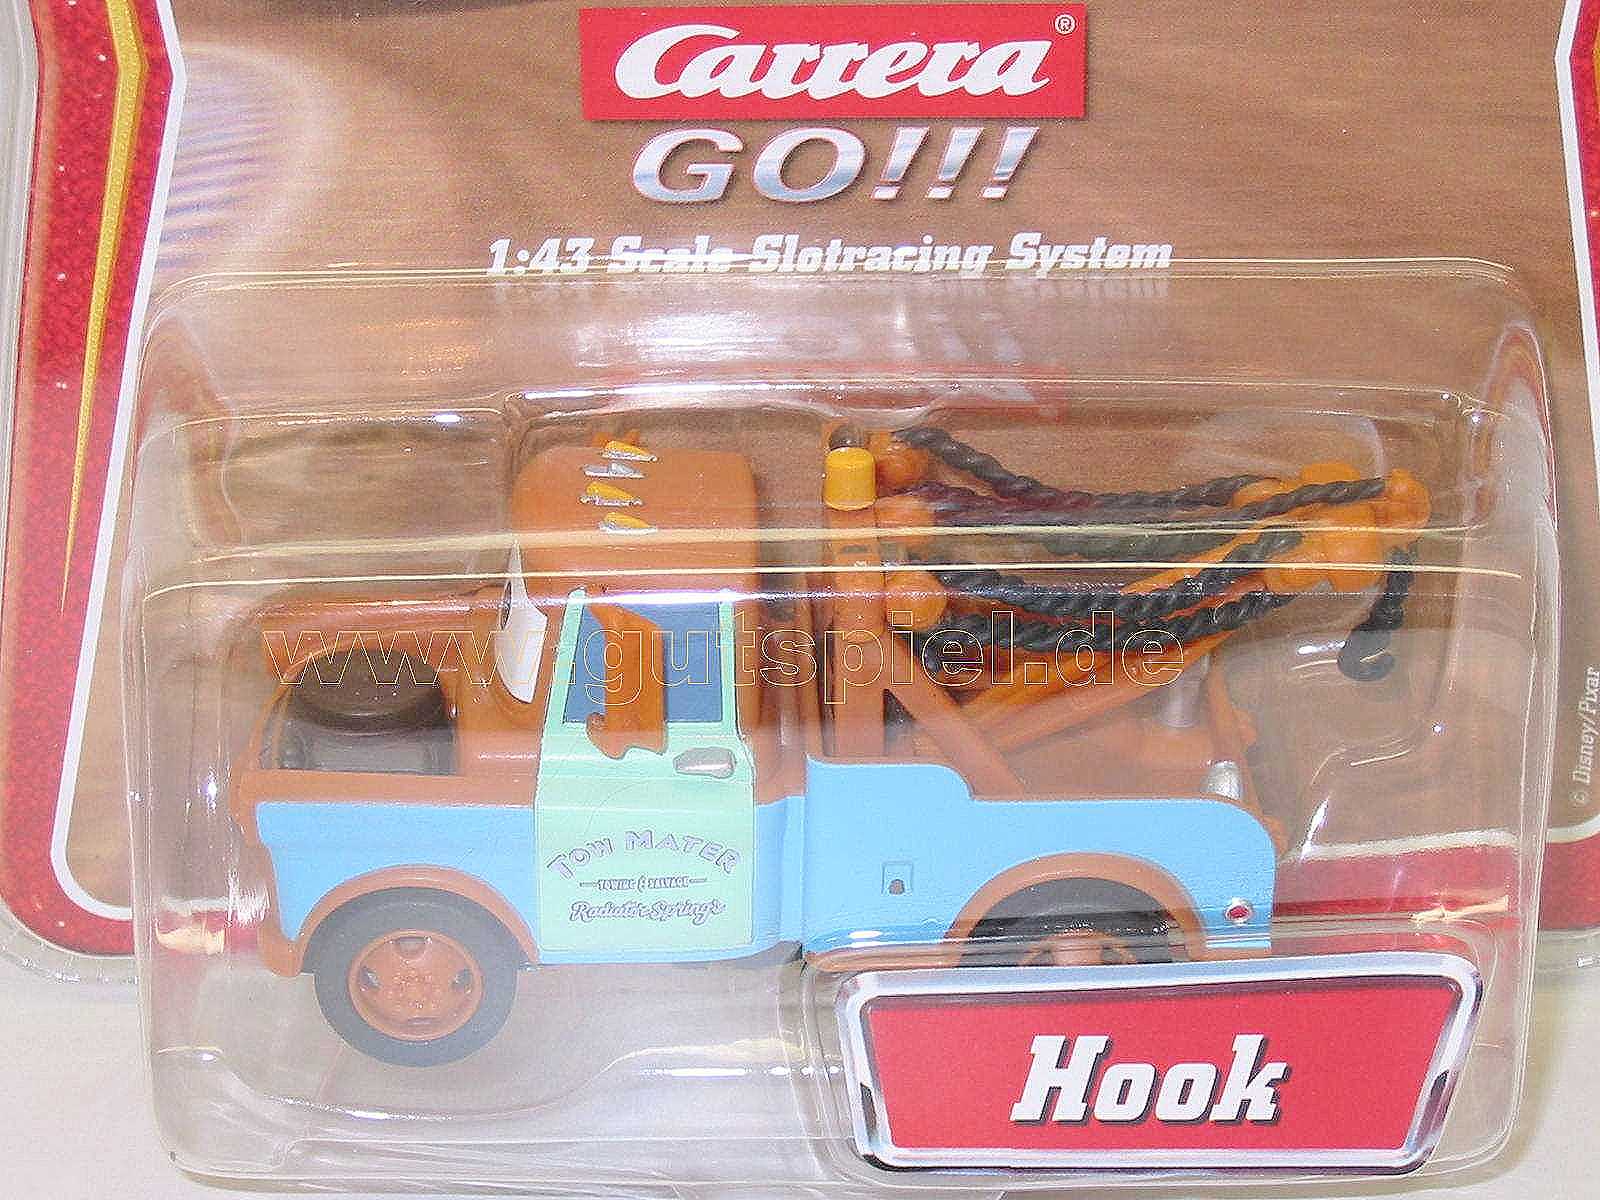 Carrera®
GO!!!
1:43 Scale Slotracing System
www.gutspiel.de
© Disney/Pixar
TOW MATER
TOWING & SALVAGE
Radiator Springs
Hook